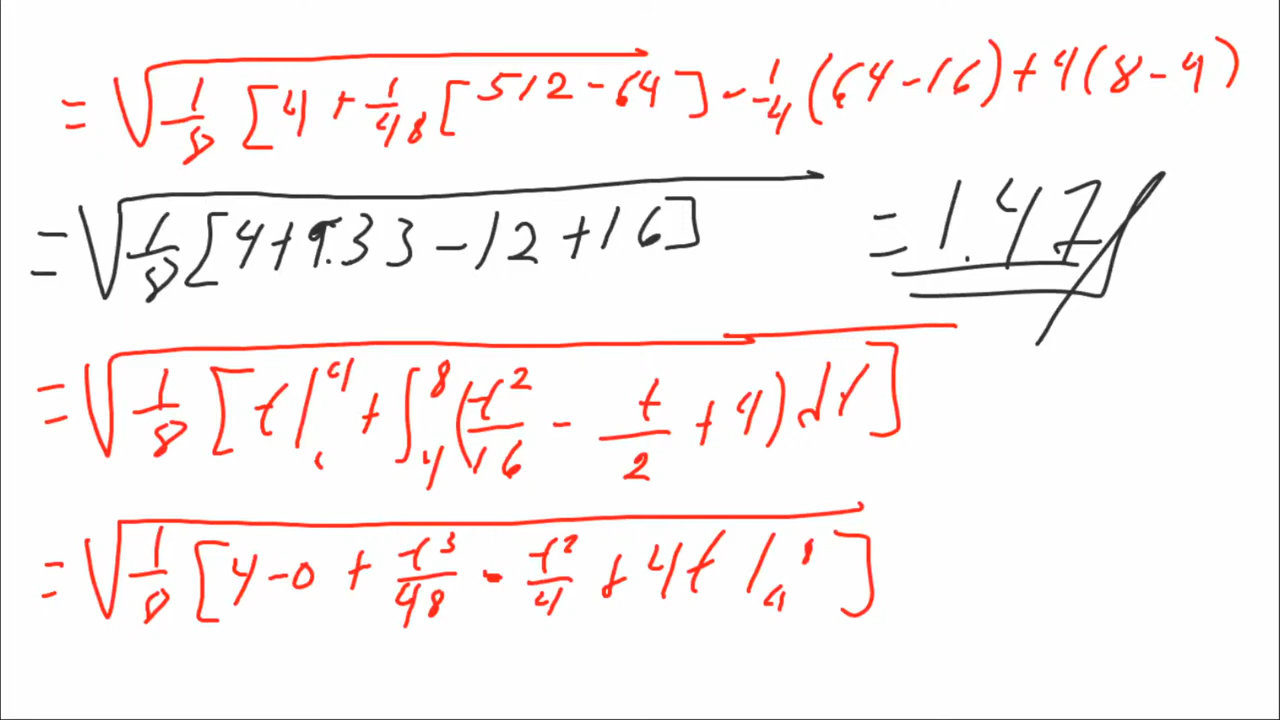 = √ 1/8 [4 + 1/48 [512 - 64] - 1/4 (64 - 16) + 4(8 - 4)
= √ 1/8 [4 + 9.33 - 12 + 16] = 1.47
= √ 1/8 [t|₀⁴ + ∫₄⁸ (t²/16 - t/2 + 4) dt]
= √ 1/8 [4 - 0 + t³/48 - t²/4 + 4t |₄⁸ ]